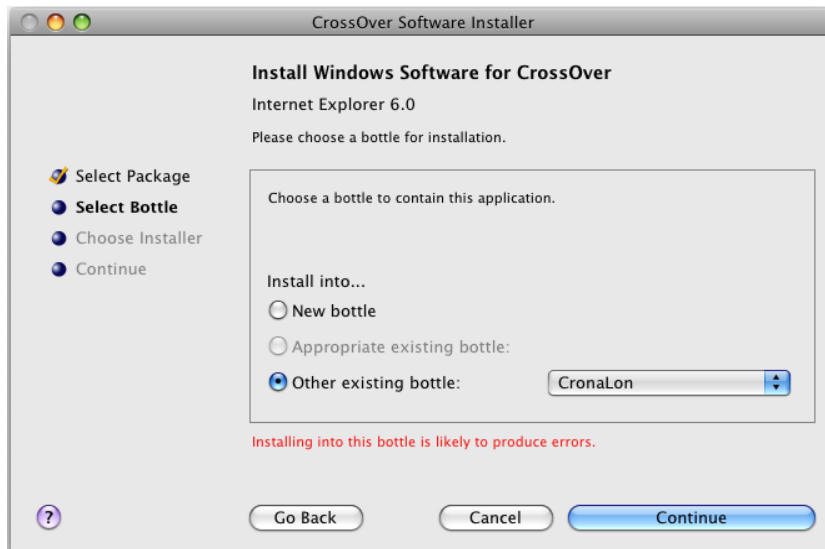 CrossOver Software Installer
Install Windows Software for CrossOver
Internet Explorer 6.0
Please choose a bottle for installation.
Select Package
Select Bottle
Choose Installer
Continue
Choose a bottle to contain this application.
Install into...
New bottle
Appropriate existing bottle:
Other existing bottle: CronaLon
Installing into this bottle is likely to produce errors.
? Go Back Cancel Continue